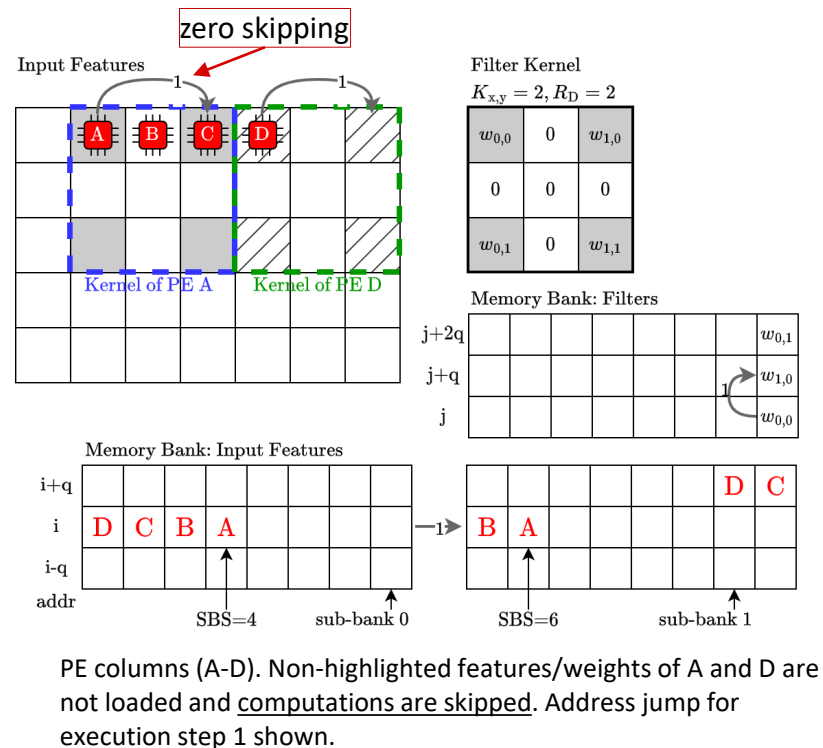 zero skipping
Input Features
1
1
A B C D
Kernel of PE A
Kernel of PE D
Filter Kernel
K_{x,y} = 2, R_D = 2
w_{0,0} 0 w_{1,0}
0 0 0
w_{0,1} 0 w_{1,1}
Memory Bank: Filters
j+2q w_{0,1}
j+q w_{1,0}
1
j w_{0,0}
Memory Bank: Input Features
i+q D C
i D C B A 1 B A
i-q
addr
SBS=4 sub-bank 0 SBS=6 sub-bank 1
PE columns (A-D). Non-highlighted features/weights of A and D are
not loaded and computations are skipped. Address jump for
execution step 1 shown.